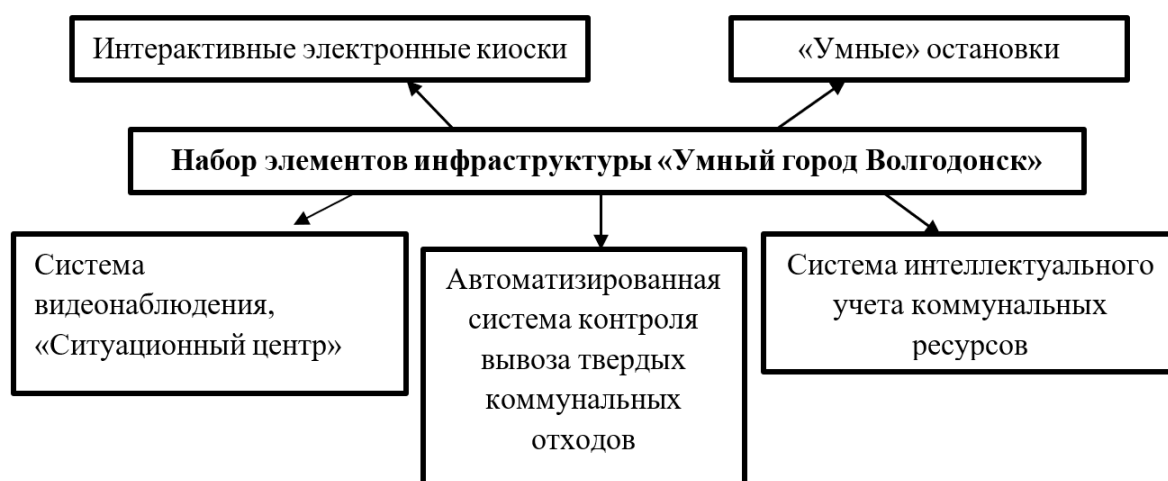 Интерактивные электронные киоски
«Умные» остановки
Набор элементов инфраструктуры «Умный город Волгодонск»
Система
видеонаблюдения,
«Ситуационный центр»
Автоматизированная
система контроля
вывоза твердых
коммунальных
отходов
Система интеллектуального
учета коммунальных
ресурсов